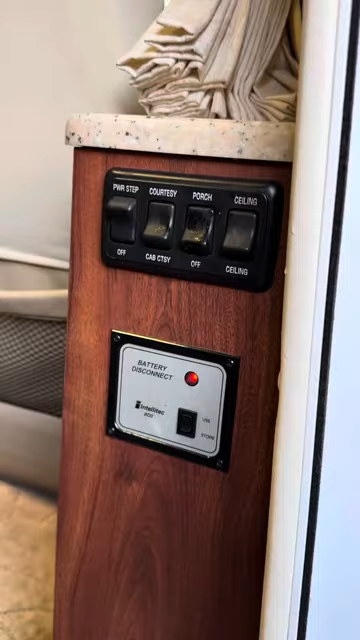 PWR STEP COURTESY PORCH CEILING
OFF CAB CTSY OFF CEILING
BATTERY
DISCONNECT
Intellitec
USE
STORE